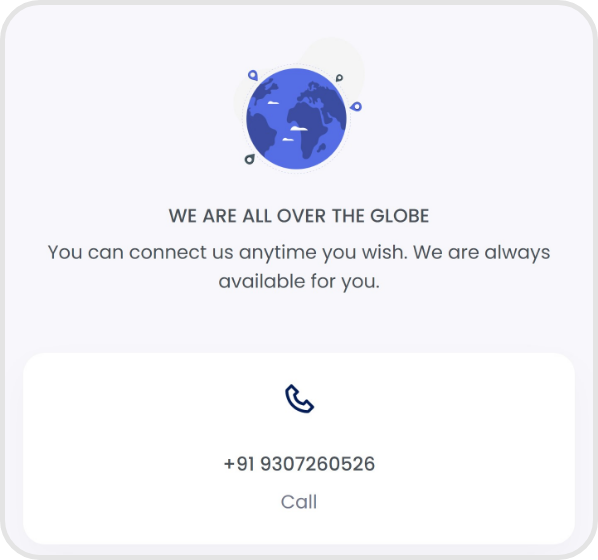 WE ARE ALL OVER THE GLOBE
You can connect us anytime you wish. We are always
available for you.
+91 9307260526
Call